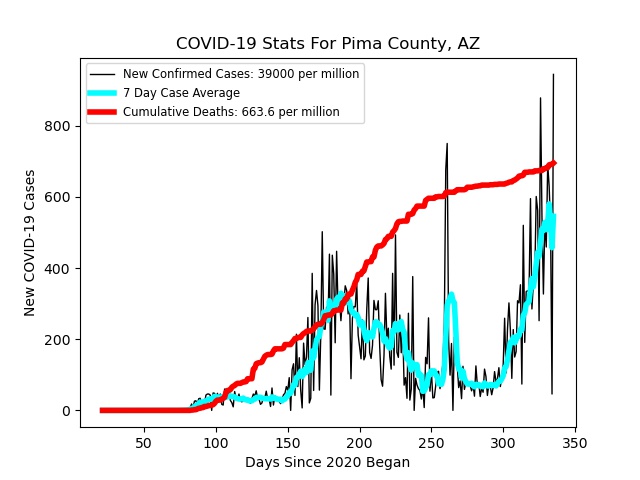 COVID-19 Stats For Pima County, AZ
New Confirmed Cases: 39000 per million
7 Day Case Average
Cumulative Deaths: 663.6 per million
New COVID-19 Cases
800
600
400
200
0
50 100 150 200 250 300 350
Days Since 2020 Began